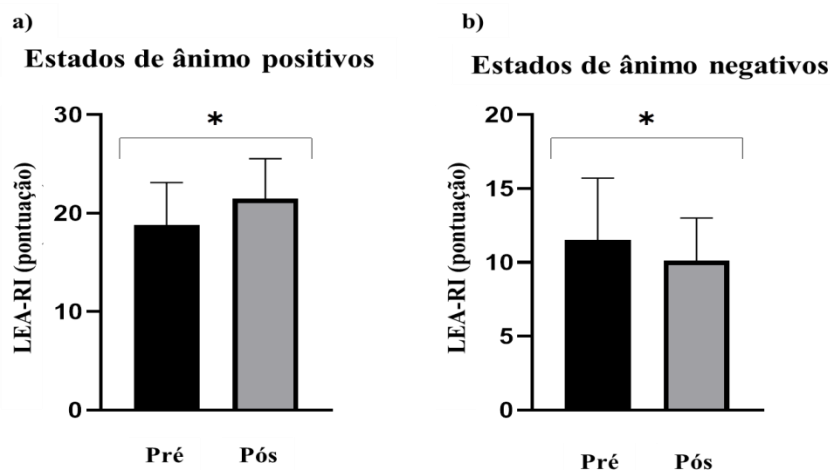 a)
Estados de ânimo positivos
*
LEA-RI (pontuação)
30
20
10
0
Pré
Pós
b)
Estados de ânimo negativos
*
LEA-RI (pontuação)
20
15
10
5
0
Pré
Pós